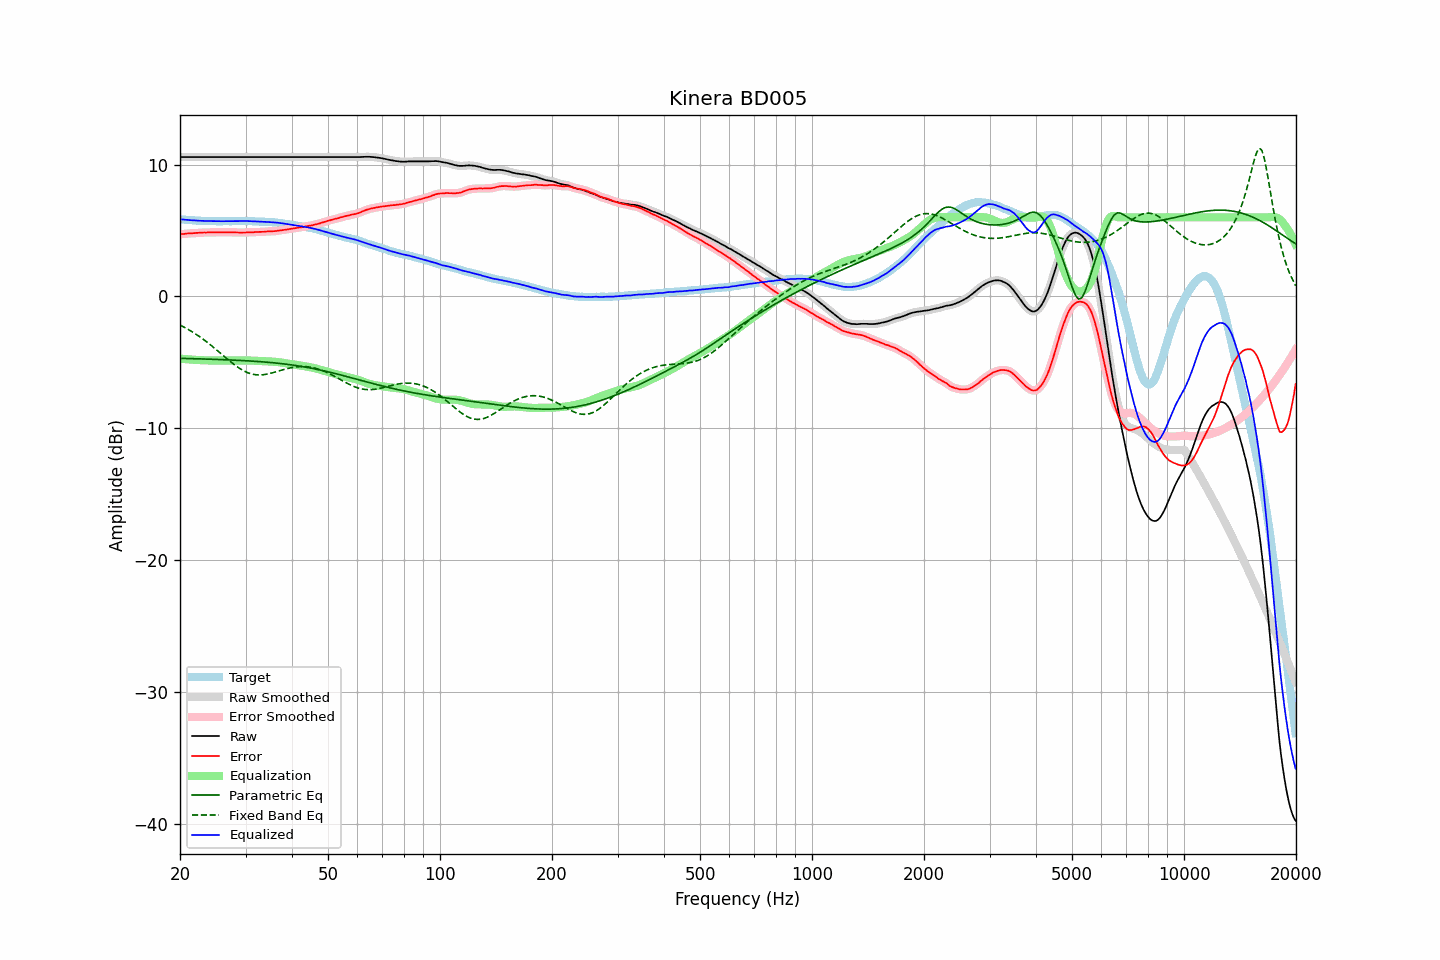 Kinera BD005
10
0
−10
−20
−30
−40
Amplitude (dBr)
Target
Raw Smoothed
Error Smoothed
Raw
Error
Equalization
Parametric Eq
Fixed Band Eq
Equalized
20 50 100 200 500 1000 2000 5000 10000 20000
Frequency (Hz)